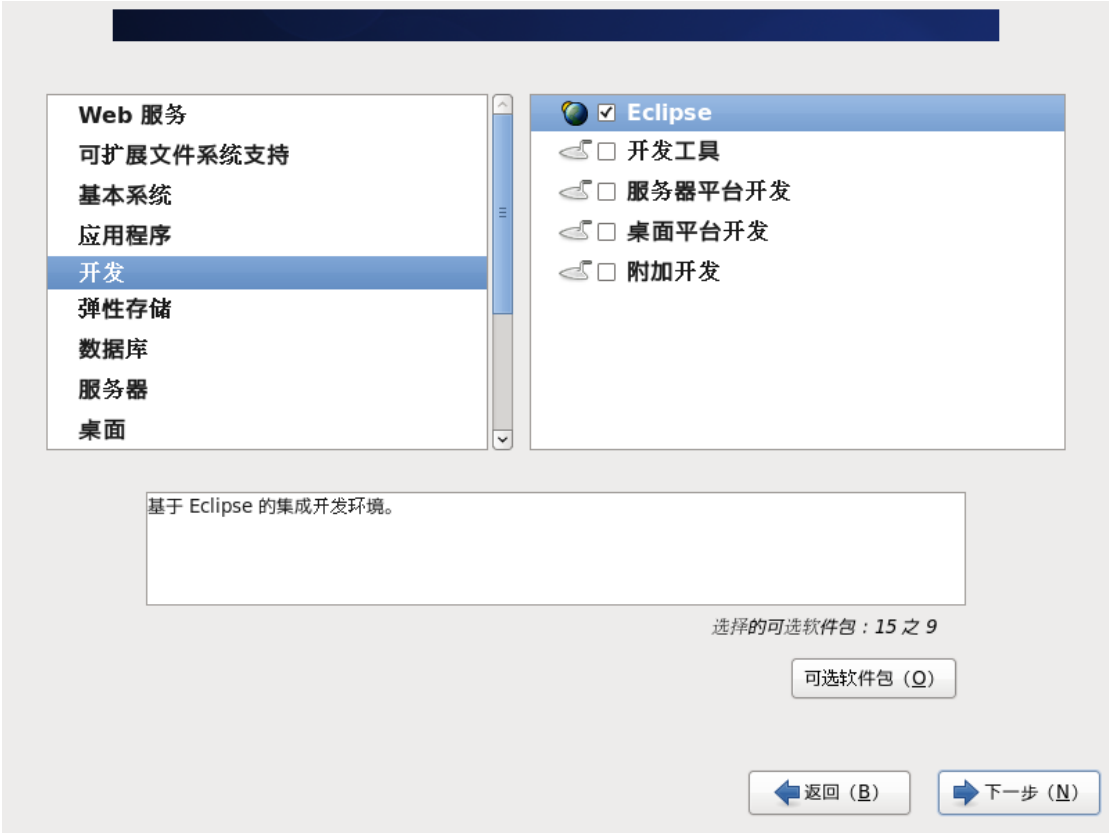 Web 服务
可扩展文件系统支持
基本系统
应用程序
开发
弹性存储
数据库
服务器
桌面
Eclipse
开发工具
服务器平台开发
桌面平台开发
附加开发
基于 Eclipse 的集成开发环境。
选择的可选软件包：15 之 9
可选软件包（O）
返回（B）
下一步（N）